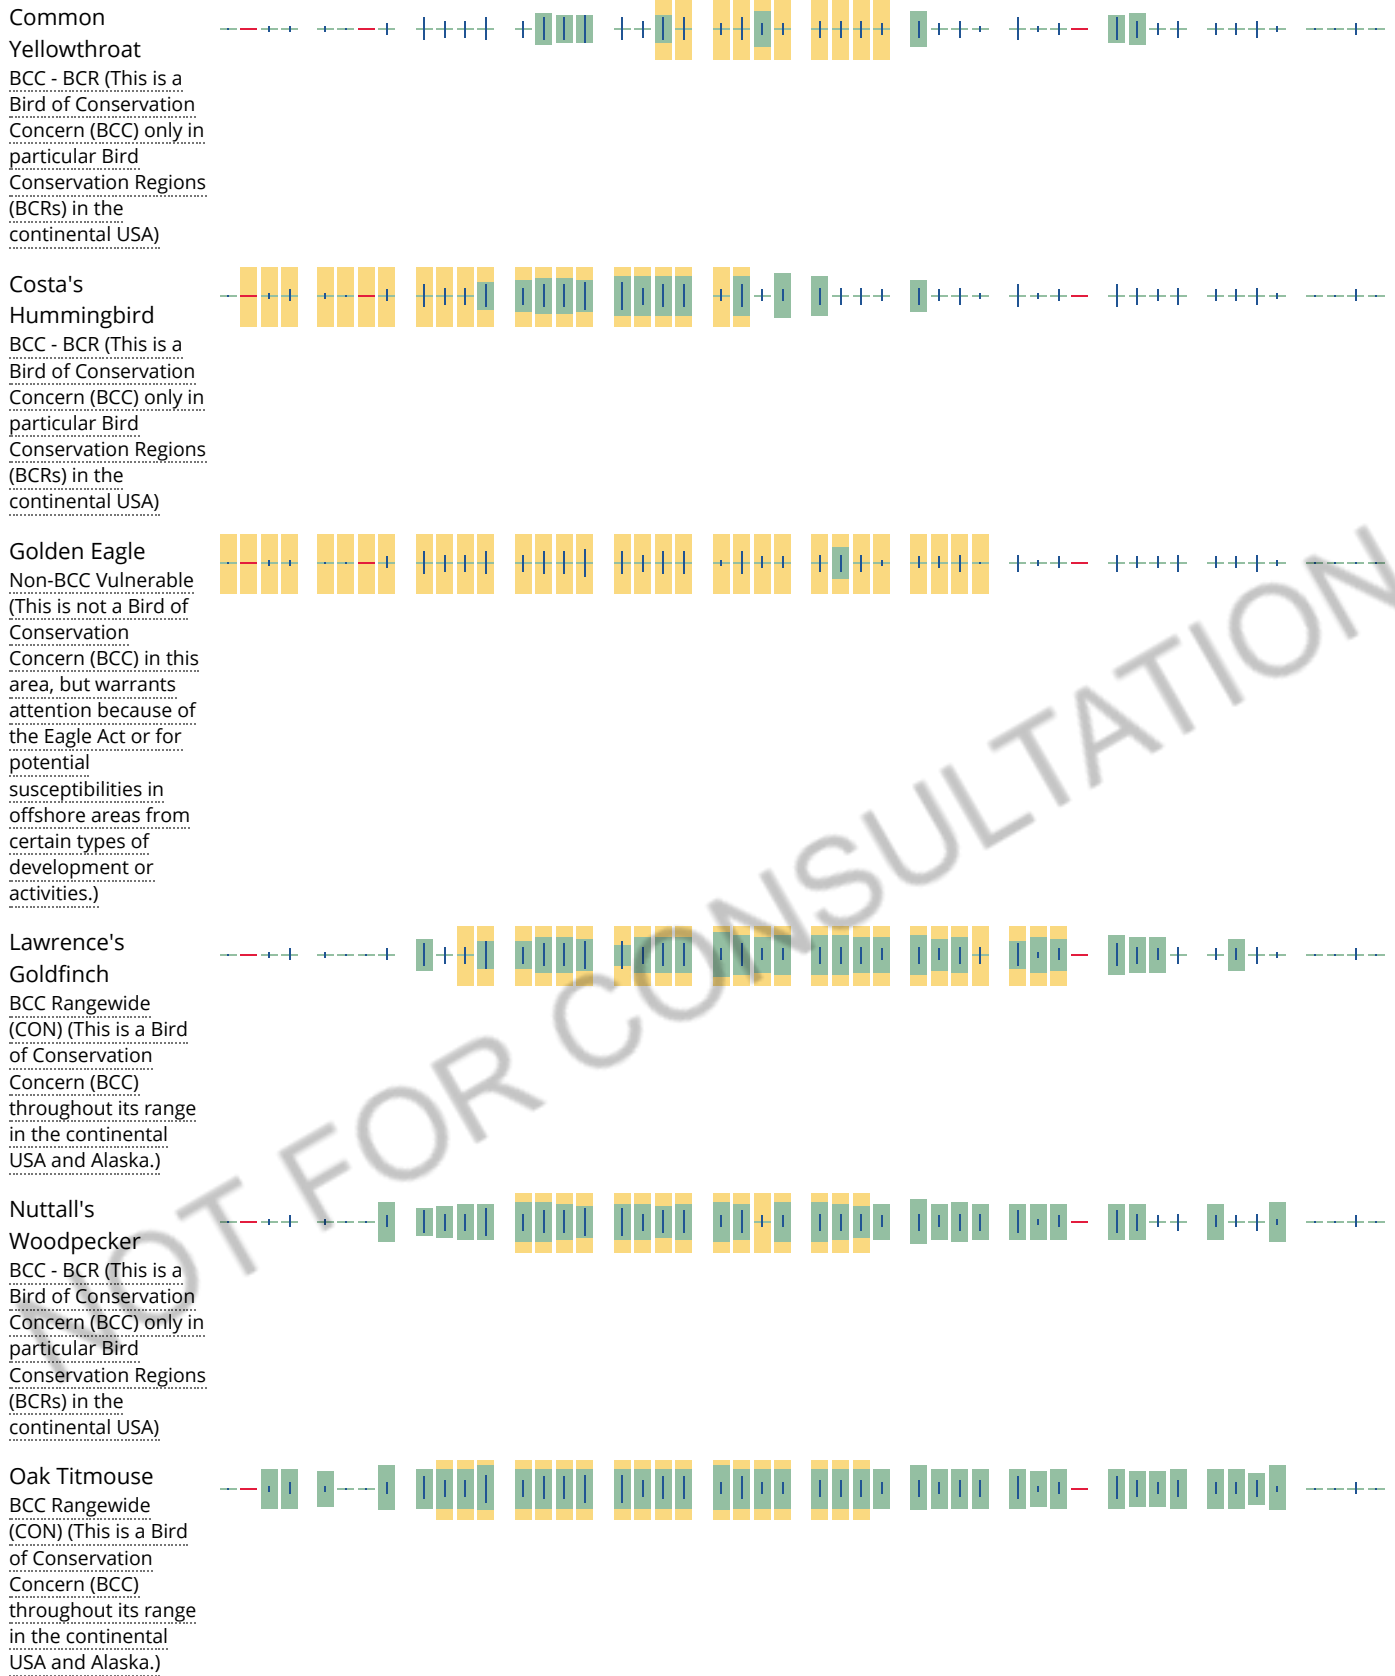 Common
Yellowthroat
BCC - BCR (This is a
Bird of Conservation
Concern (BCC) only in
particular Bird
Conservation Regions
(BCRs) in the
continental USA)
Costa's
Hummingbird
BCC - BCR (This is a
Bird of Conservation
Concern (BCC) only in
particular Bird
Conservation Regions
(BCRs) in the
continental USA)
Golden Eagle
Non-BCC Vulnerable
(This is not a Bird of
Conservation
Concern (BCC) in this
area, but warrants
attention because of
the Eagle Act or for
potential
susceptibilities in
offshore areas from
certain types of
development or
activities.)
Lawrence's
Goldfinch
BCC Rangewide
(CON) (This is a Bird
of Conservation
Concern (BCC)
throughout its range
in the continental
USA and Alaska.)
Nuttall's
Woodpecker
BCC - BCR (This is a
Bird of Conservation
Concern (BCC) only in
particular Bird
Conservation Regions
(BCRs) in the
continental USA)
Oak Titmouse
BCC Rangewide
(CON) (This is a Bird
of Conservation
Concern (BCC)
throughout its range
in the continental
USA and Alaska.)
NOT FOR CONSULTATION